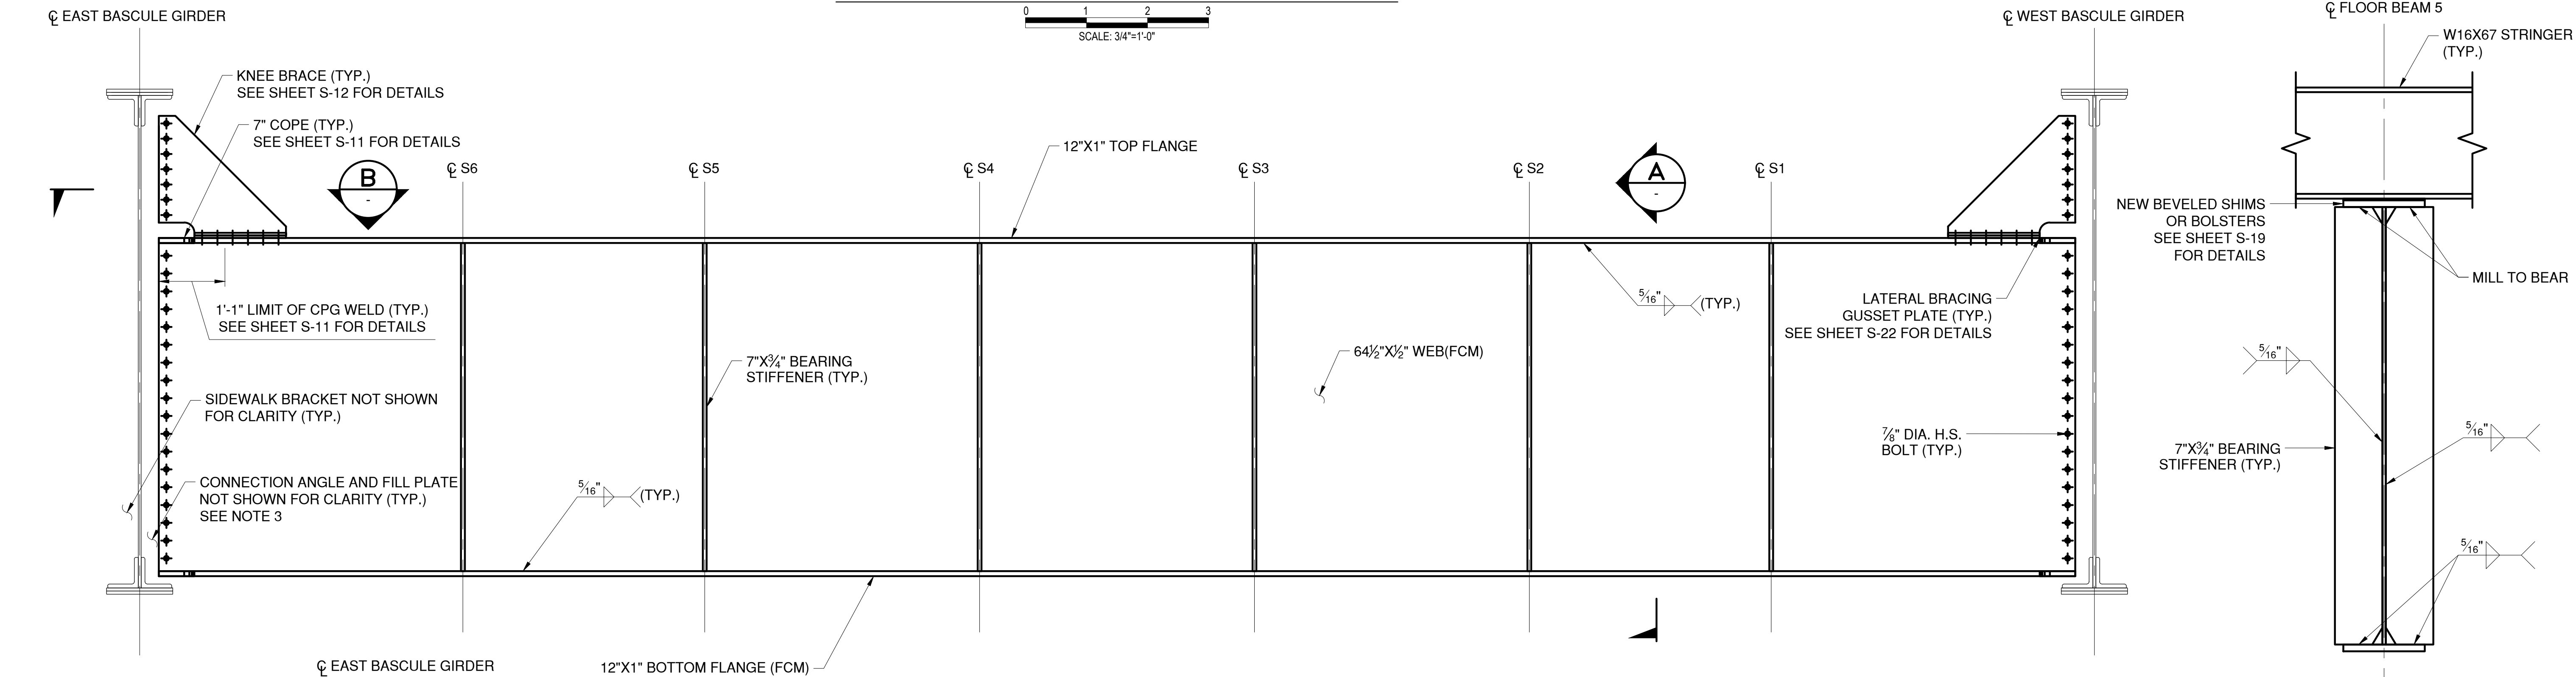 ℄ EAST BASCULE GIRDER
0 1 2 3
SCALE: 3/4"=1'-0"
℄ WEST BASCULE GIRDER
℄ FLOOR BEAM 5
W16X67 STRINGER
(TYP.)
KNEE BRACE (TYP.)
SEE SHEET S-12 FOR DETAILS
7" COPE (TYP.)
SEE SHEET S-11 FOR DETAILS
B
-
℄ S6
℄ S5
℄ S4
12"X1" TOP FLANGE
℄ S3
℄ S2
A
-
℄ S1
NEW BEVELED SHIMS
OR BOLSTERS
SEE SHEET S-19
FOR DETAILS
MILL TO BEAR
1'-1" LIMIT OF CPG WELD (TYP.)
SEE SHEET S-11 FOR DETAILS
5/16" (TYP.)
LATERAL BRACING
GUSSET PLATE (TYP.)
SEE SHEET S-22 FOR DETAILS
7"X¾" BEARING
STIFFENER (TYP.)
64½"X½" WEB(FCM)
5/16"
SIDEWALK BRACKET NOT SHOWN
FOR CLARITY (TYP.)
⅞" DIA. H.S.
BOLT (TYP.)
7"X¾" BEARING
STIFFENER (TYP.)
5/16"
CONNECTION ANGLE AND FILL PLATE
NOT SHOWN FOR CLARITY (TYP.)
SEE NOTE 3
5/16" (TYP.)
5/16"
℄ EAST BASCULE GIRDER
12"X1" BOTTOM FLANGE (FCM)